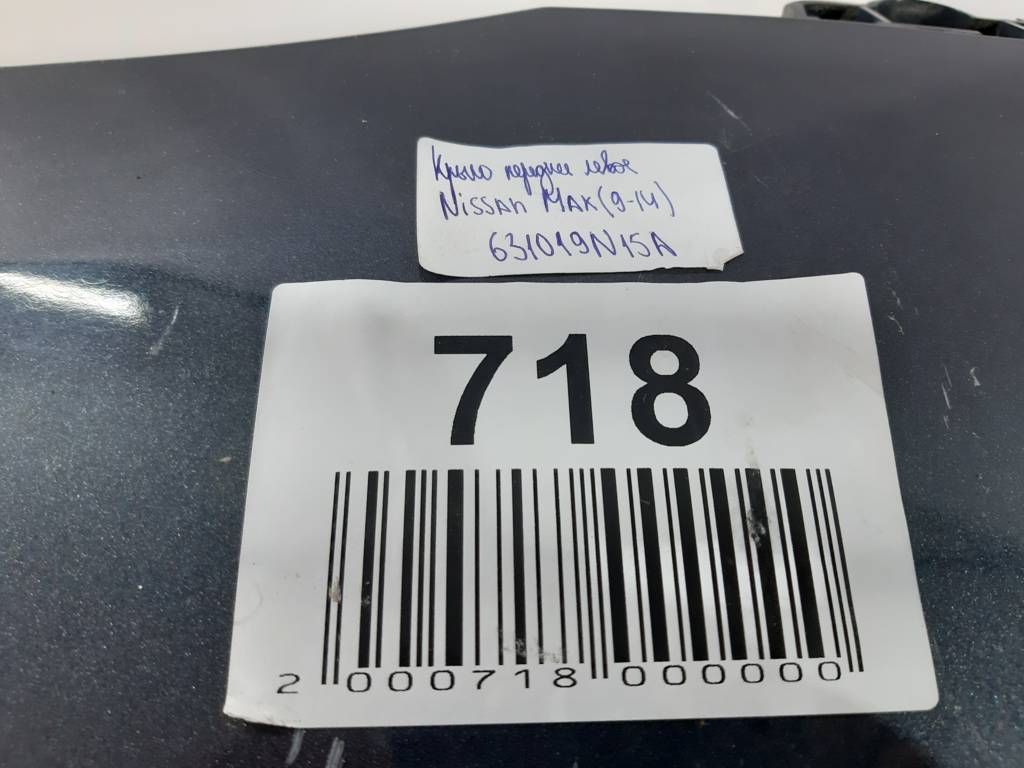 Крыло переднее левое
Nissan Max(9-14)
631019N15A
718
2 000718 000000